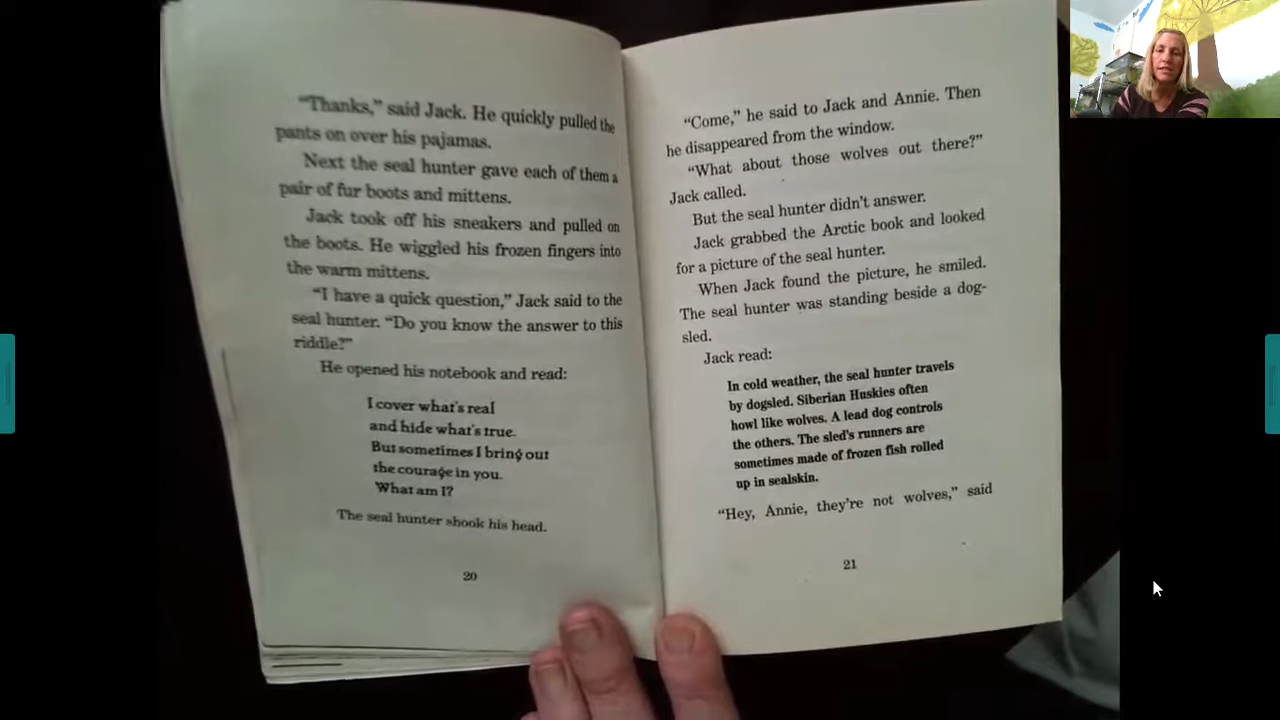 “Thanks,” said Jack. He quickly pulled the
pants on over his pajamas.
Next the seal hunter gave each of them a
pair of fur boots and mittens.
Jack took off his sneakers and pulled on
the boots. He wiggled his frozen fingers into
the warm mittens.
“I have a quick question,” Jack said to the
seal hunter. “Do you know the answer to this
riddle?”
He opened his notebook and read:
I cover what’s real
and hide what’s true.
But sometimes I bring out
the courage in you.
What am I?
The seal hunter shook his head.
20
“Come,” he said to Jack and Annie. Then
he disappeared from the window.
“What about those wolves out there?”
Jack called.
But the seal hunter didn’t answer.
Jack grabbed the Arctic book and looked
for a picture of the seal hunter.
When Jack found the picture, he smiled.
The seal hunter was standing beside a dog-
sled.
Jack read:
In cold weather, the seal hunter travels
by dogsled. Siberian Huskies often
howl like wolves. A lead dog controls
the others. The sled’s runners are
sometimes made of frozen fish rolled
up in sealskin.
“Hey, Annie, they’re not wolves,” said
21